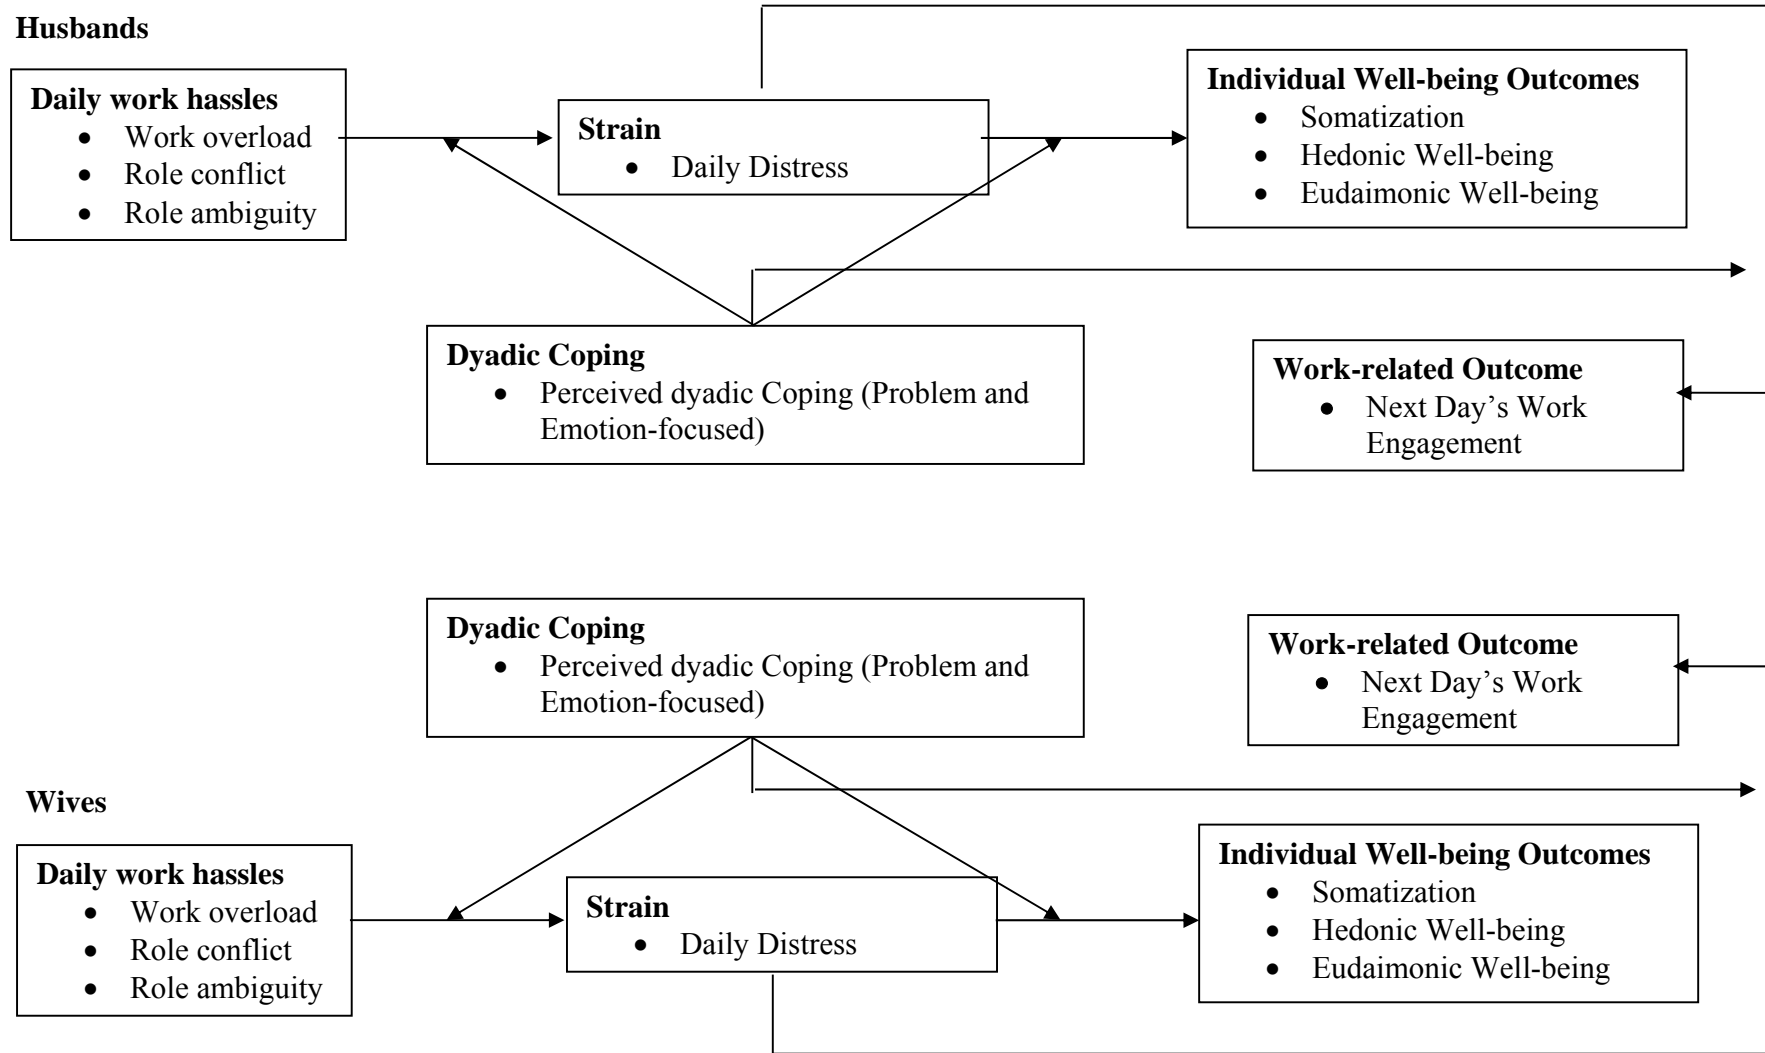 Husbands
Daily work hassles
• Work overload
• Role conflict
• Role ambiguity
Strain
• Daily Distress
Individual Well-being Outcomes
• Somatization
• Hedonic Well-being
• Eudaimonic Well-being
Dyadic Coping
• Perceived dyadic Coping (Problem and
Emotion-focused)
Work-related Outcome
• Next Day’s Work
Engagement
Dyadic Coping
• Perceived dyadic Coping (Problem and
Emotion-focused)
Work-related Outcome
• Next Day’s Work
Engagement
Wives
Daily work hassles
• Work overload
• Role conflict
• Role ambiguity
Strain
• Daily Distress
Individual Well-being Outcomes
• Somatization
• Hedonic Well-being
• Eudaimonic Well-being